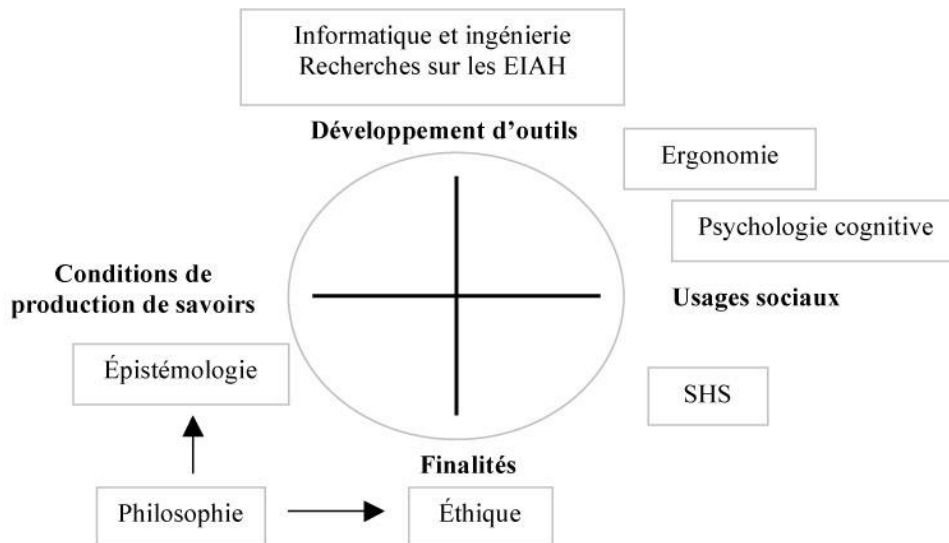 Informatique et ingénierie
Recherches sur les EIAH
Développement d'outils
Ergonomie
Psychologie cognitive
Conditions de
production de savoirs
Usages sociaux
Épistémologie
SHS
Finalités
Philosophie
Éthique